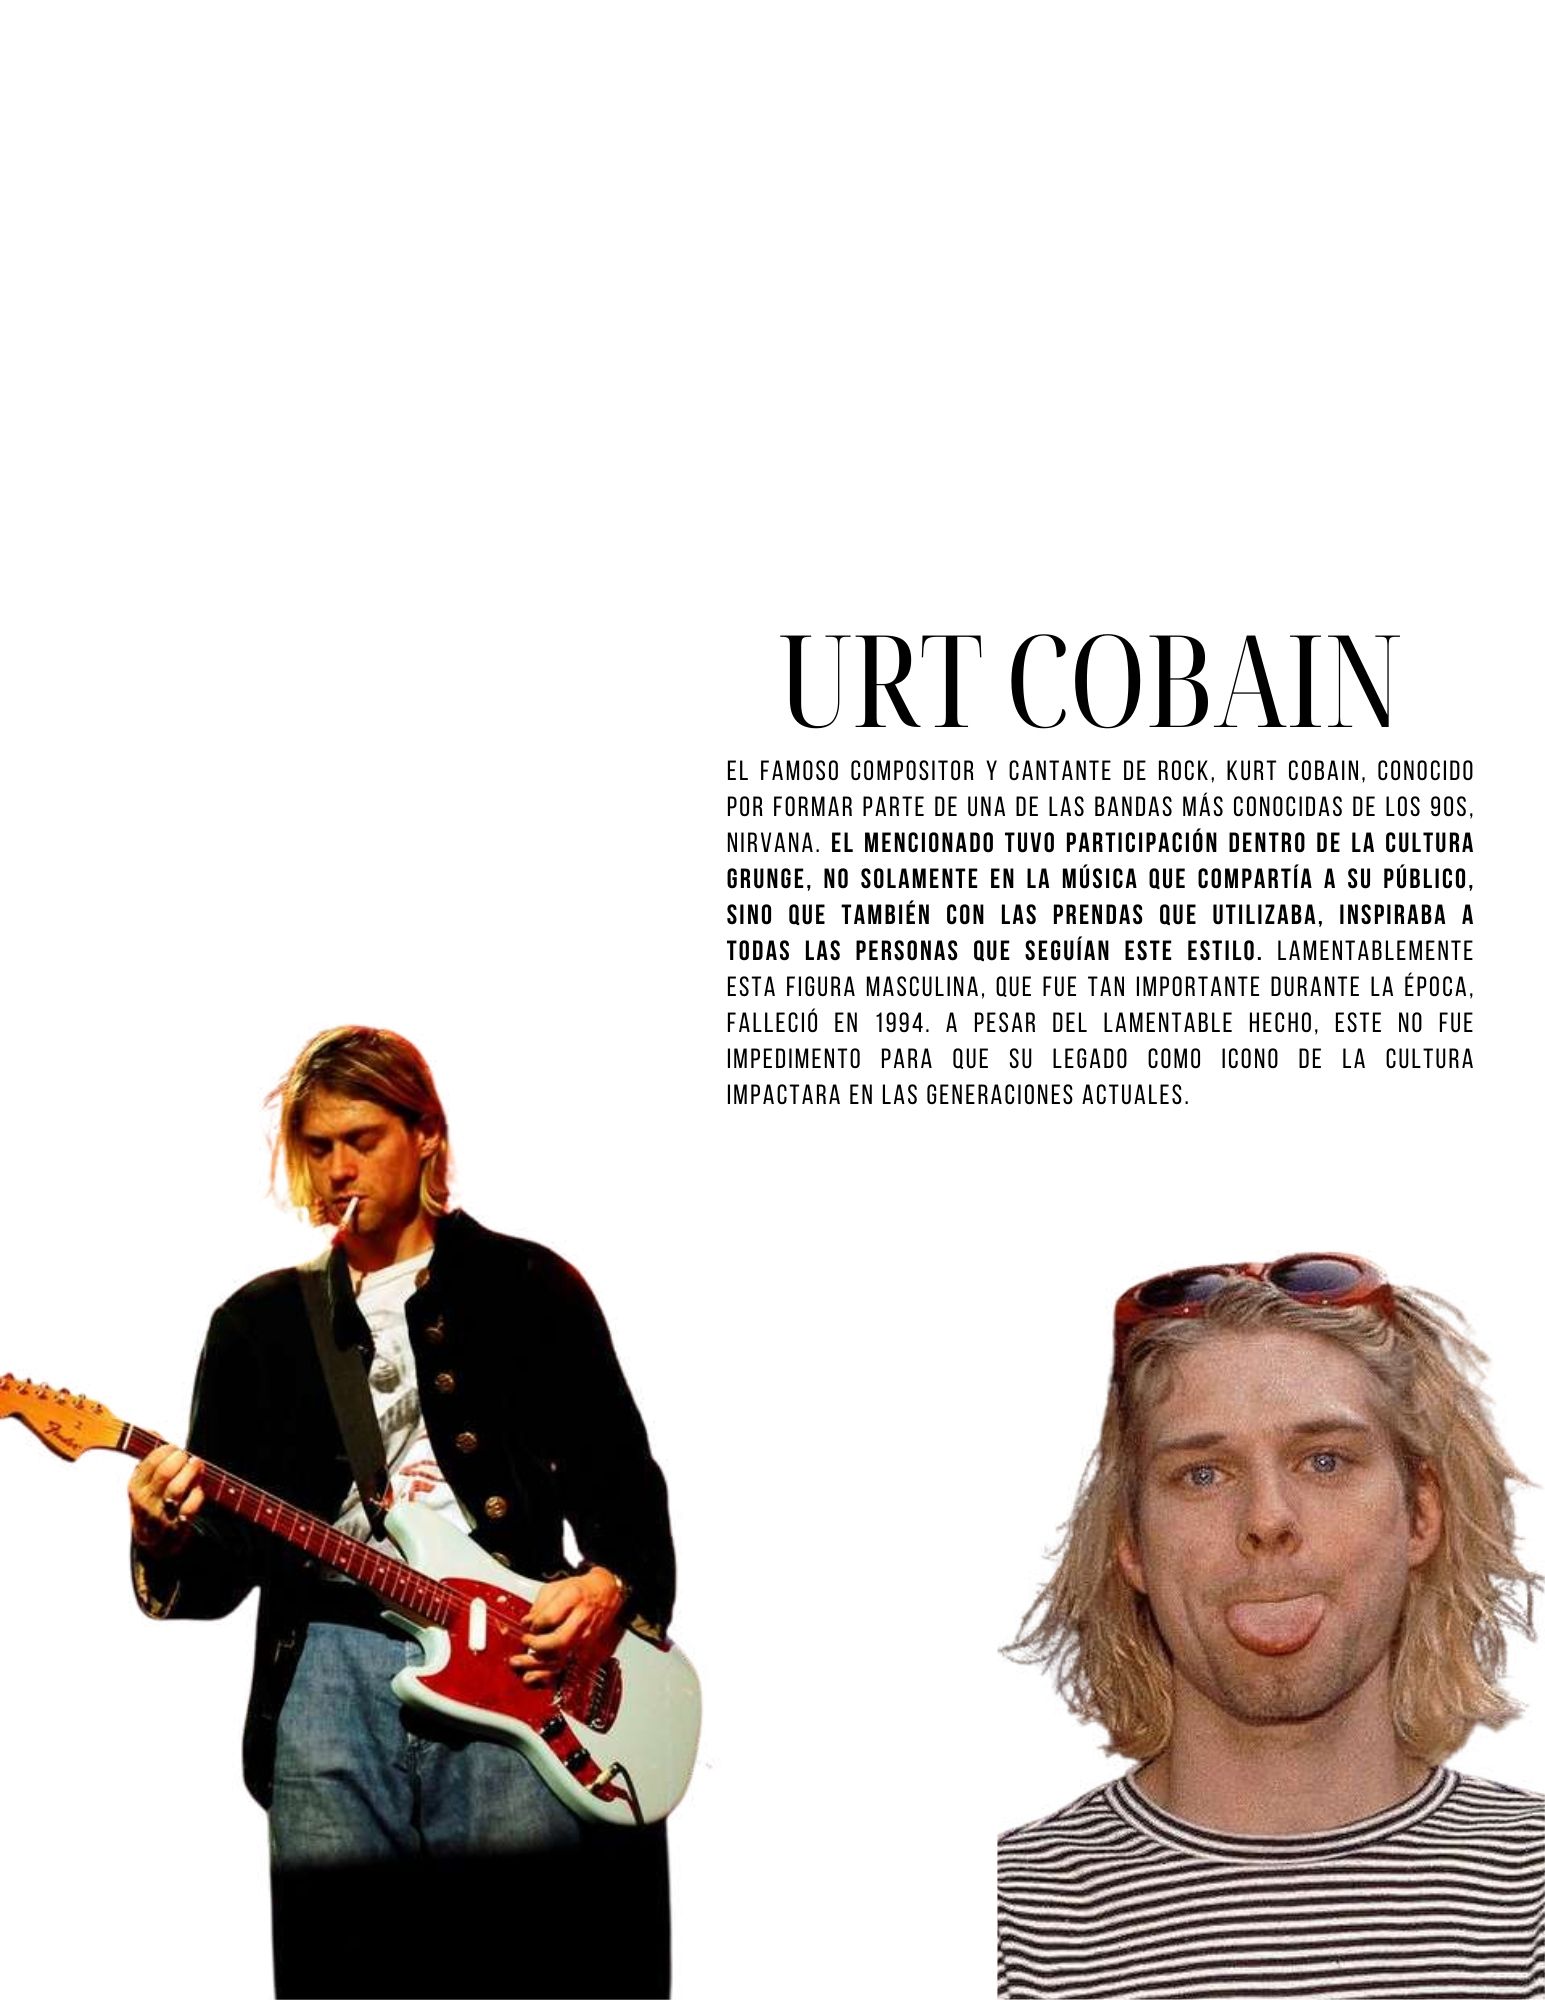 URT COBAIN
EL FAMOSO COMPOSITOR Y CANTANTE DE ROCK, KURT COBAIN, CONOCIDO
POR FORMAR PARTE DE UNA DE LAS BANDAS MÁS CONOCIDAS DE LOS 90S,
NIRVANA. EL MENCIONADO TUVO PARTICIPACIÓN DENTRO DE LA CULTURA
GRUNGE, NO SOLAMENTE EN LA MÚSICA QUE COMPARTÍA A SU PÚBLICO,
SINO QUE TAMBIÉN CON LAS PRENDAS QUE UTILIZABA, INSPIRABA A
TODAS LAS PERSONAS QUE SEGUÍAN ESTE ESTILO. LAMENTABLEMENTE
ESTA FIGURA MASCULINA, QUE FUE TAN IMPORTANTE DURANTE LA ÉPOCA,
FALLECIÓ EN 1994. A PESAR DEL LAMENTABLE HECHO, ESTE NO FUE
IMPEDIMENTO PARA QUE SU LEGADO COMO ICONO DE LA CULTURA
IMPACTARA EN LAS GENERACIONES ACTUALES.
Fender